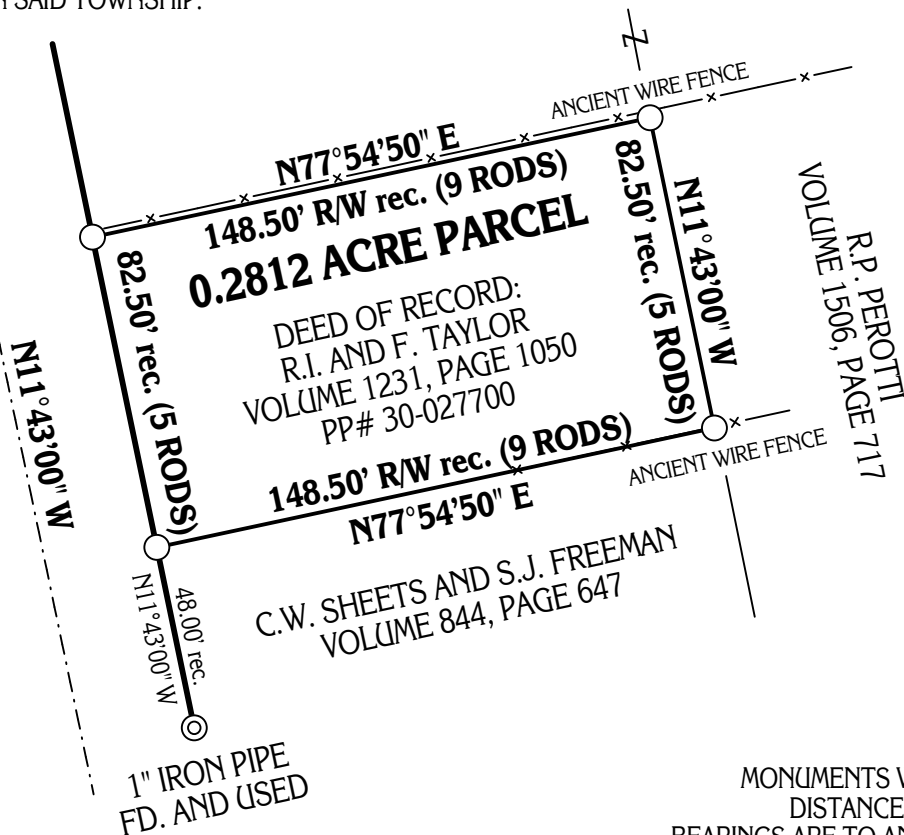 SAID TOWNSHIP.
Z
ANCIENT WIRE FENCE
N77°54'50" E
148.50' R/W rec. (9 RODS)
0.2812 ACRE PARCEL
82.50' rec. (5 RODS)
82.50' rec. (5 RODS)
N11°43'00" W
R.P. PEROTTI
VOLUME 1506, PAGE 717
DEED OF RECORD:
R.I. AND F. TAYLOR
VOLUME 1231, PAGE 1050
PP# 30-027700
N11°43'00" W
148.50' R/W rec. (9 RODS)
N77°54'50" E
ANCIENT WIRE FENCE
C.W. SHEETS AND S.J. FREEMAN
VOLUME 844, PAGE 647
48.00' rec.
N11°43'00" W
1" IRON PIPE
FD. AND USED
MONUMENTS
DISTANCE
BEARINGS ARE TO